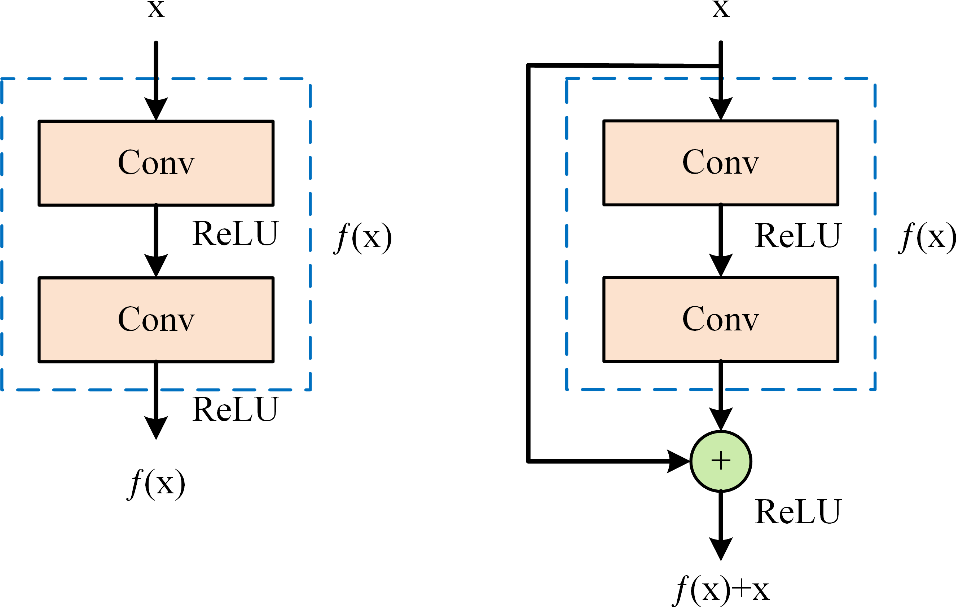 x
Conv
ReLU
f(x)
Conv
ReLU
f(x)
x
Conv
ReLU
f(x)
Conv
+
ReLU
f(x)+x